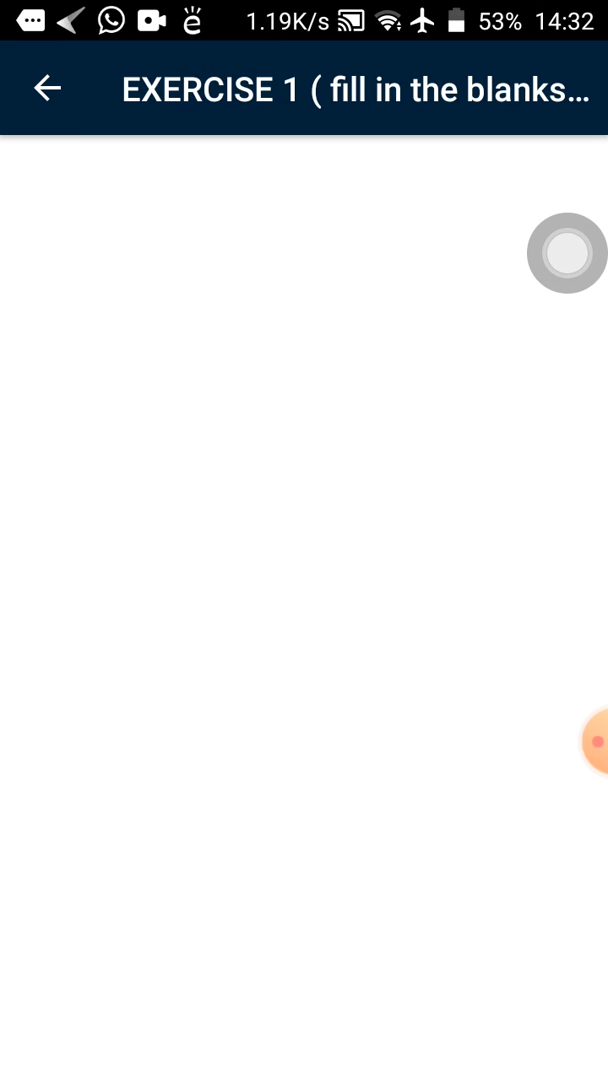 1.19K/s 53% 14:32
EXERCISE 1 ( fill in the blanks...